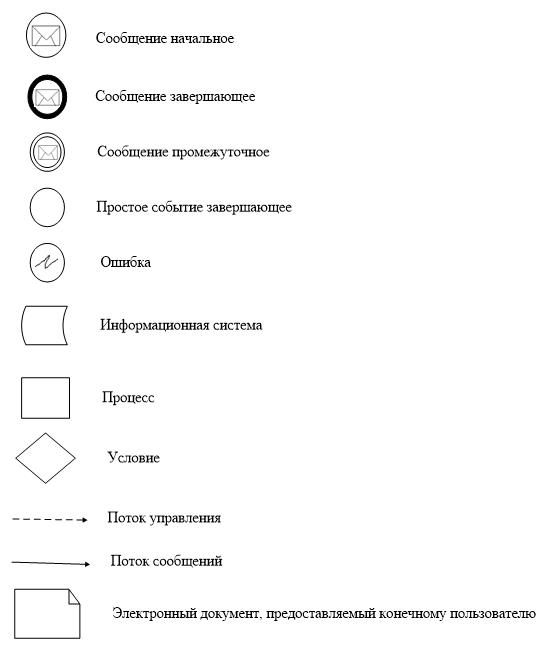 Сообщение начальное
Сообщение завершающее
Сообщение промежуточное
Простое событие завершающее
Ошибка
Информационная система
Процесс
Условие
Поток управления
Поток сообщений
Электронный документ, предоставляемый конечному пользователю